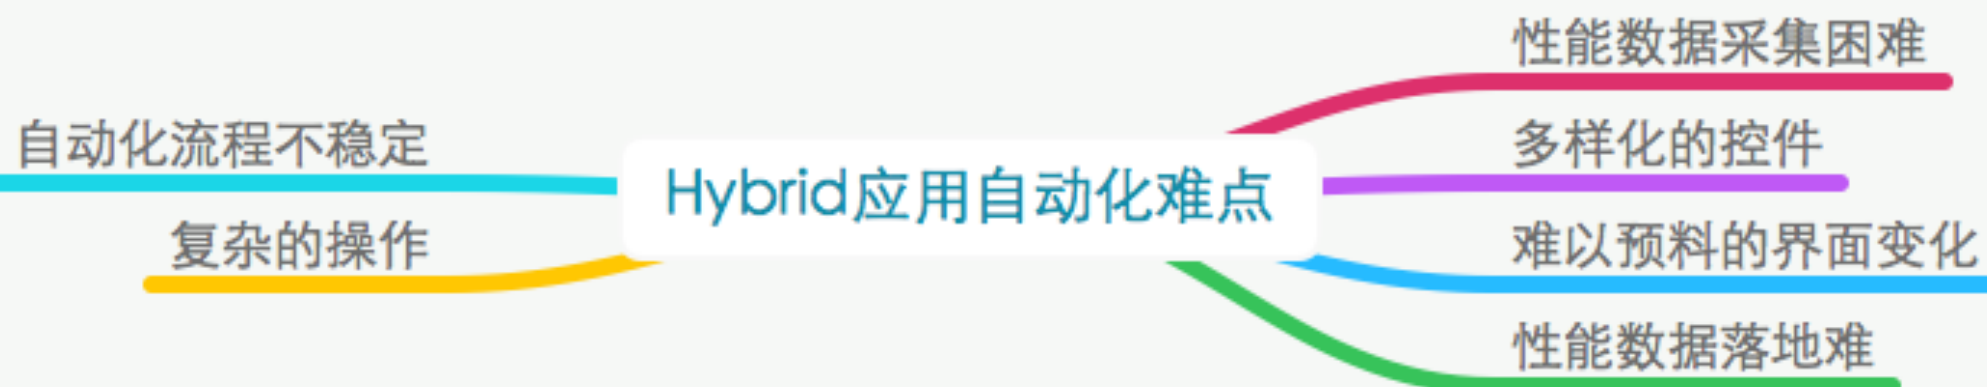 性能数据采集困难
自动化流程不稳定
多样化的控件
Hybrid应用自动化难点
复杂的操作
难以预料的界面变化
性能数据落地难